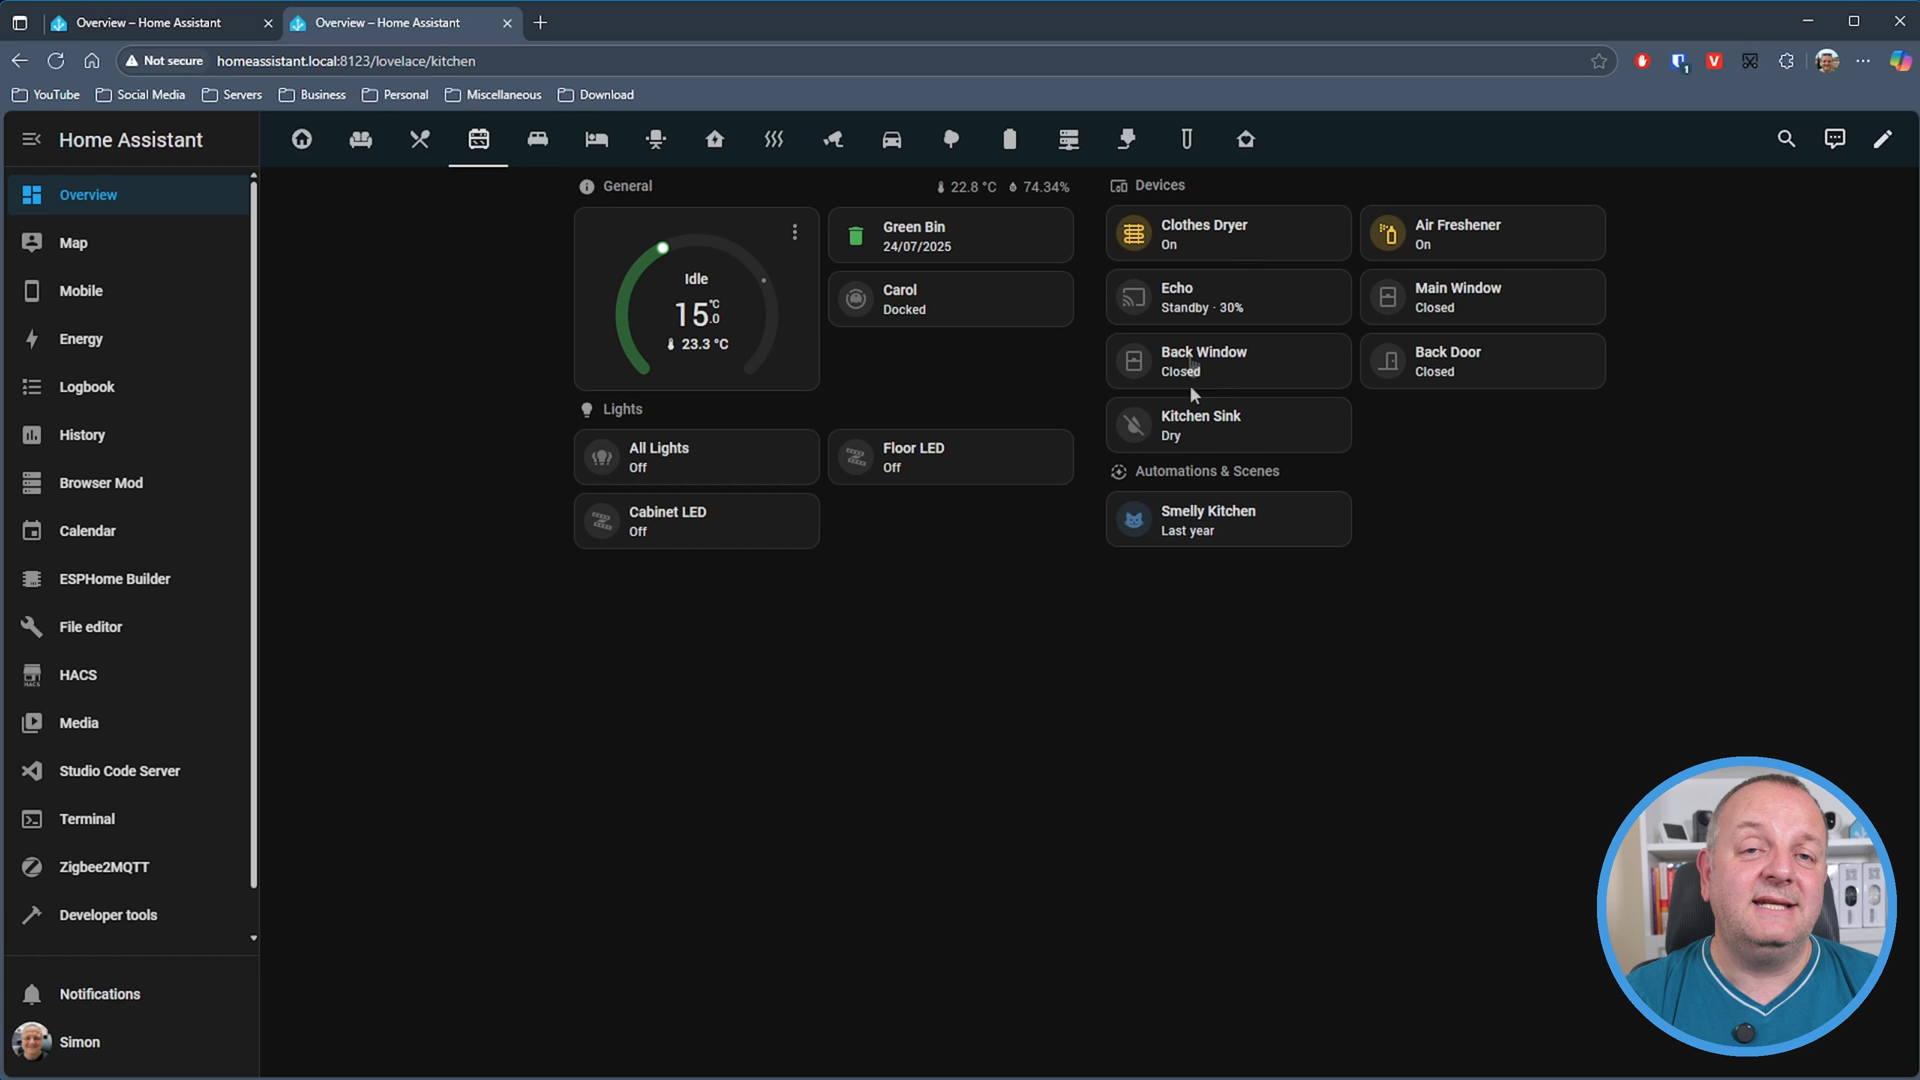 Overview – Home Assistant
Overview – Home Assistant
Not secure
homeassistant.local:8123/lovelace/kitchen
1
V
YouTube
Social Media
Servers
Business
Personal
Miscellaneous
Download
Home Assistant
Overview
Map
Mobile
Energy
Logbook
History
Browser Mod
Calendar
ESPHome Builder
File editor
HACS
HACS
Media
Studio Code Server
Terminal
Zigbee2MQTT
Developer tools
Notifications
Simon
General
22.8 °C
74.34%
Idle
15.0 °C
23.3 °C
Green Bin
24/07/2025
Carol
Docked
Lights
All Lights
Off
Floor LED
Off
Cabinet LED
Off
Devices
Clothes Dryer
On
Air Freshener
On
Echo
Standby · 30%
Main Window
Closed
Back Window
Closed
Back Door
Closed
Kitchen Sink
Dry
Automations & Scenes
Smelly Kitchen
Last year